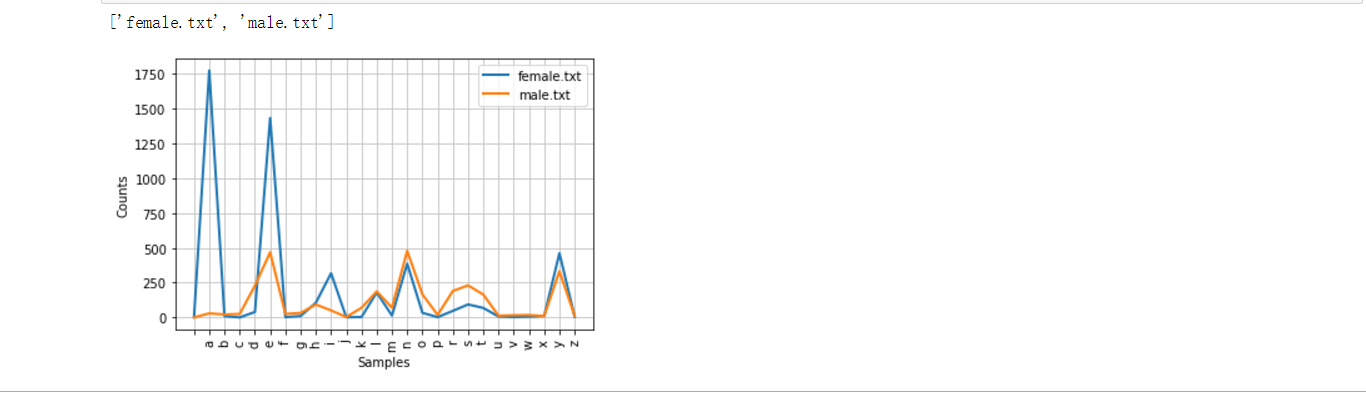 ['female.txt', 'male.txt']
female.txt
male.txt
1750
1500
1250
1000
750
500
250
0
Counts
a b c d e f g h i j k l m n o p r s t u v w x y z
Samples